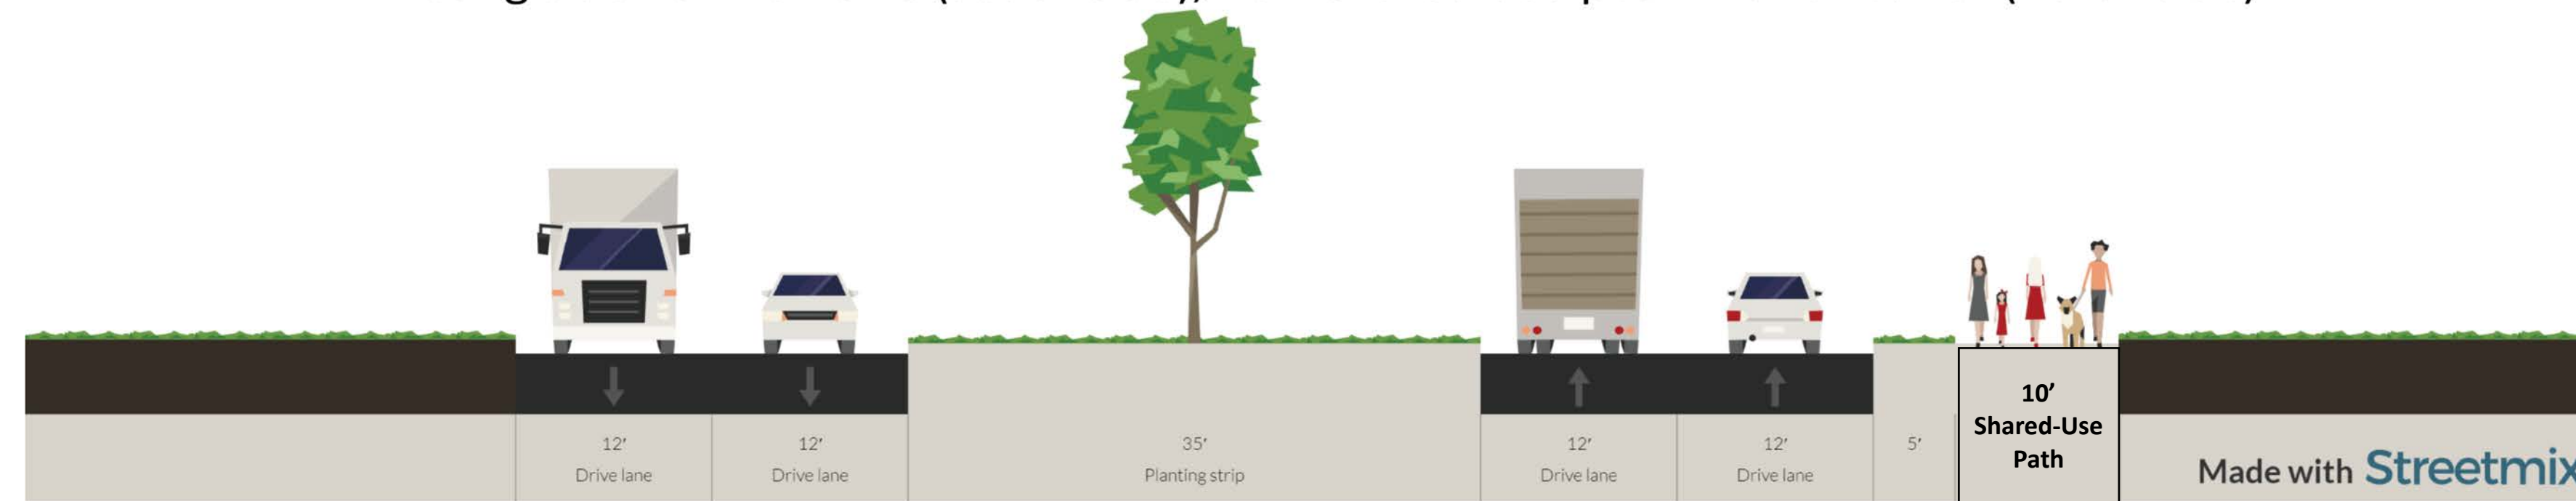 12'
Drive lane
12'
Drive lane
35'
Planting strip
12'
Drive lane
12'
Drive lane
5'
10'
Shared-Use
Path
Made with Streetmix